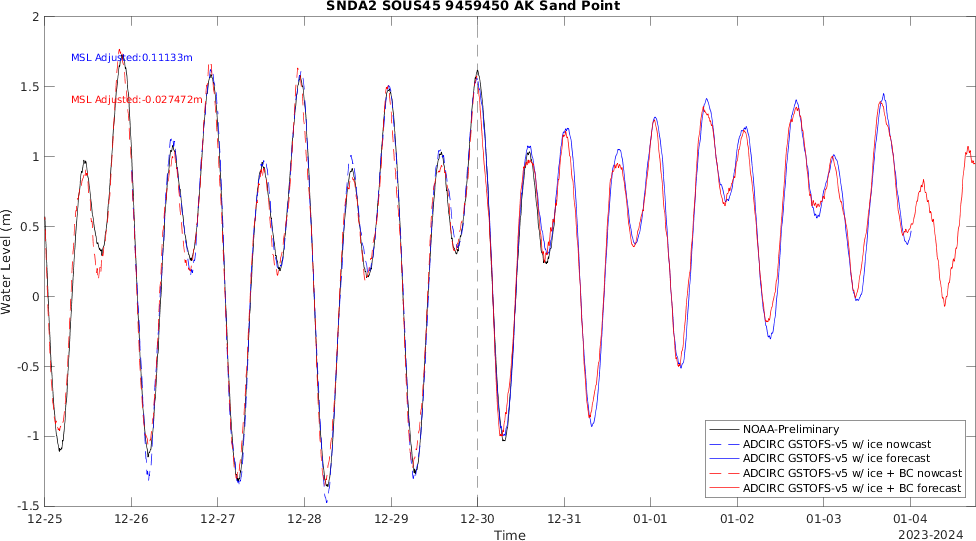 SNDA2 SOUS45 9459450 AK Sand Point
2
1.5
1
0.5
0
-0.5
-1
-1.5
Water Level (m)
MSL Adjusted:0.11133m
MSL Adjusted:-0.027472m
NOAA-Preliminary
ADCIRC GSTOFS-v5 w/ ice nowcast
ADCIRC GSTOFS-v5 w/ ice forecast
ADCIRC GSTOFS-v5 w/ ice + BC nowcast
ADCIRC GSTOFS-v5 w/ ice + BC forecast
12-25 12-26 12-27 12-28 12-29 12-30 12-31 01-01 01-02 01-03 01-04
Time
2023-2024